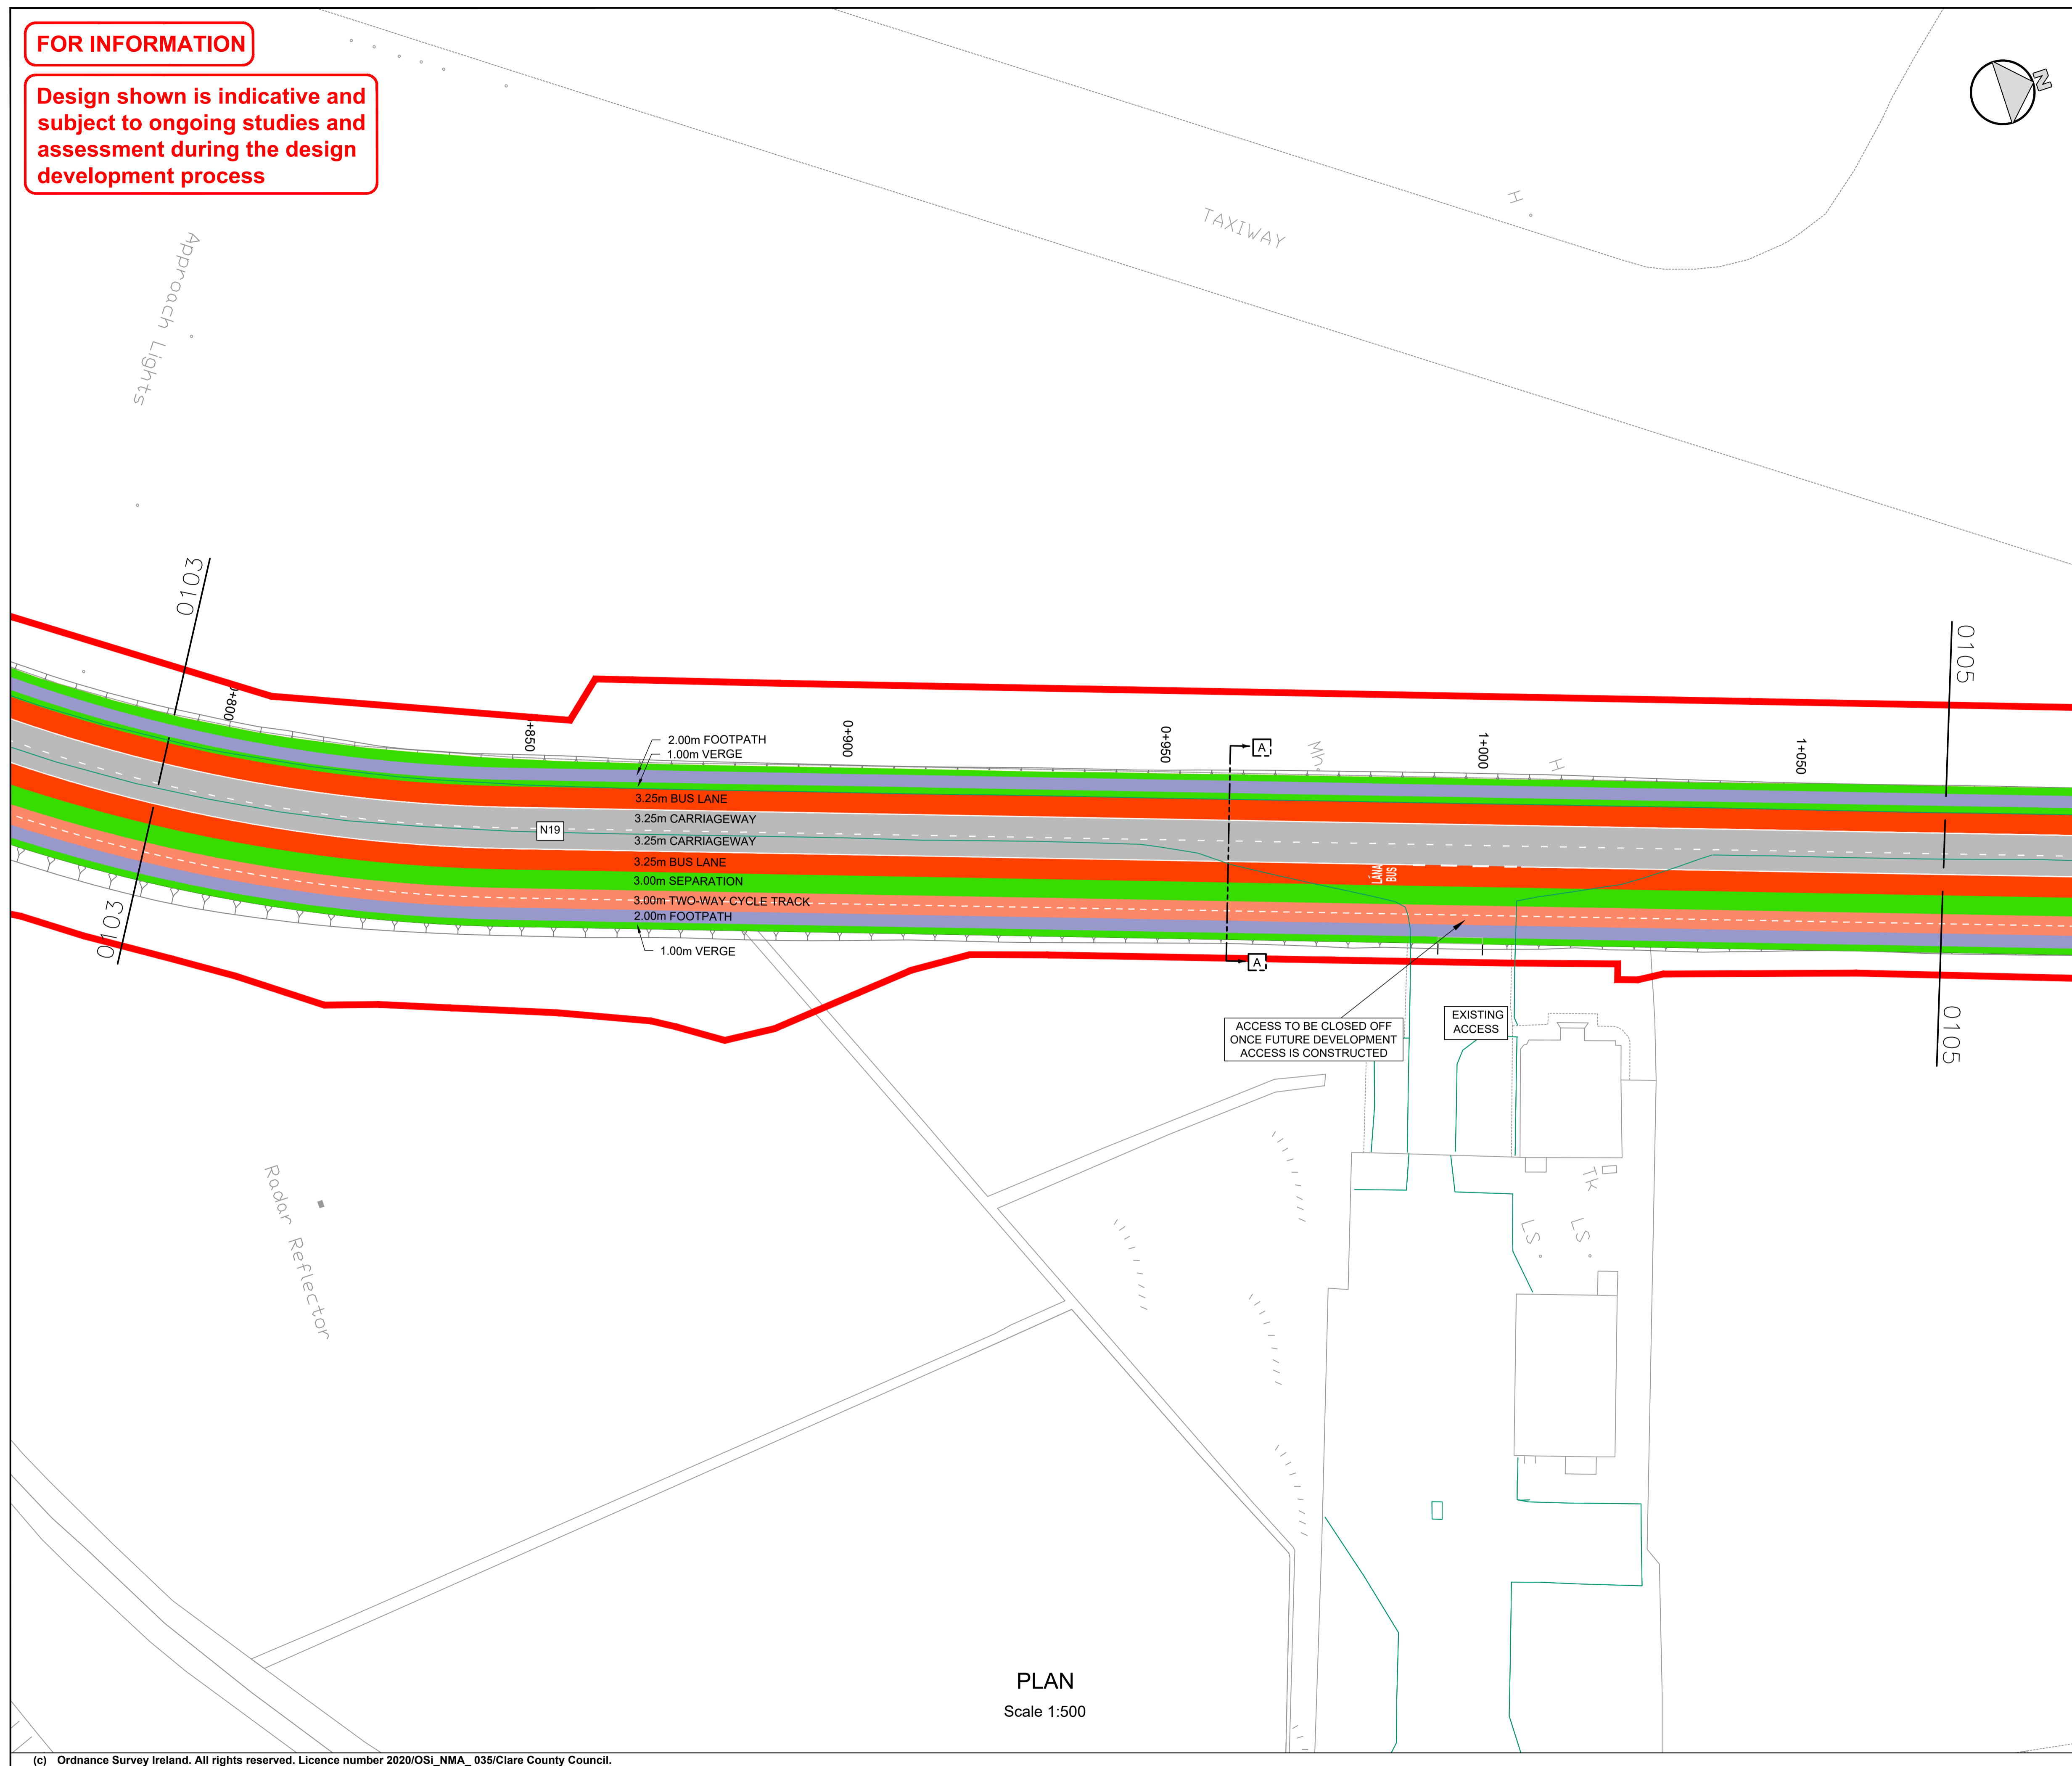 FOR INFORMATION
Design shown is indicative and
subject to ongoing studies and
assessment during the design
development process
N
TAXIWAY
H
Approach Lights
0103
0105
0+800
+850
0+900
0+950
1+000
1+050
Mh.
H
A
2.00m FOOTPATH
1.00m VERGE
3.25m BUS LANE
3.25m CARRIAGEWAY
N19
3.25m CARRIAGEWAY
3.25m BUS LANE
3.00m SEPARATION
3.00m TWO-WAY CYCLE TRACK
2.00m FOOTPATH
1.00m VERGE
LÁNA
BUS
A
0103
0105
ACCESS TO BE CLOSED OFF
ONCE FUTURE DEVELOPMENT
ACCESS IS CONSTRUCTED
EXISTING
ACCESS
Radar Reflector
Tk
LS
LS
PLAN
Scale 1:500
(c) Ordnance Survey Ireland. All rights reserved. Licence number 2020/OSi_NMA_ 035/Clare County Council.